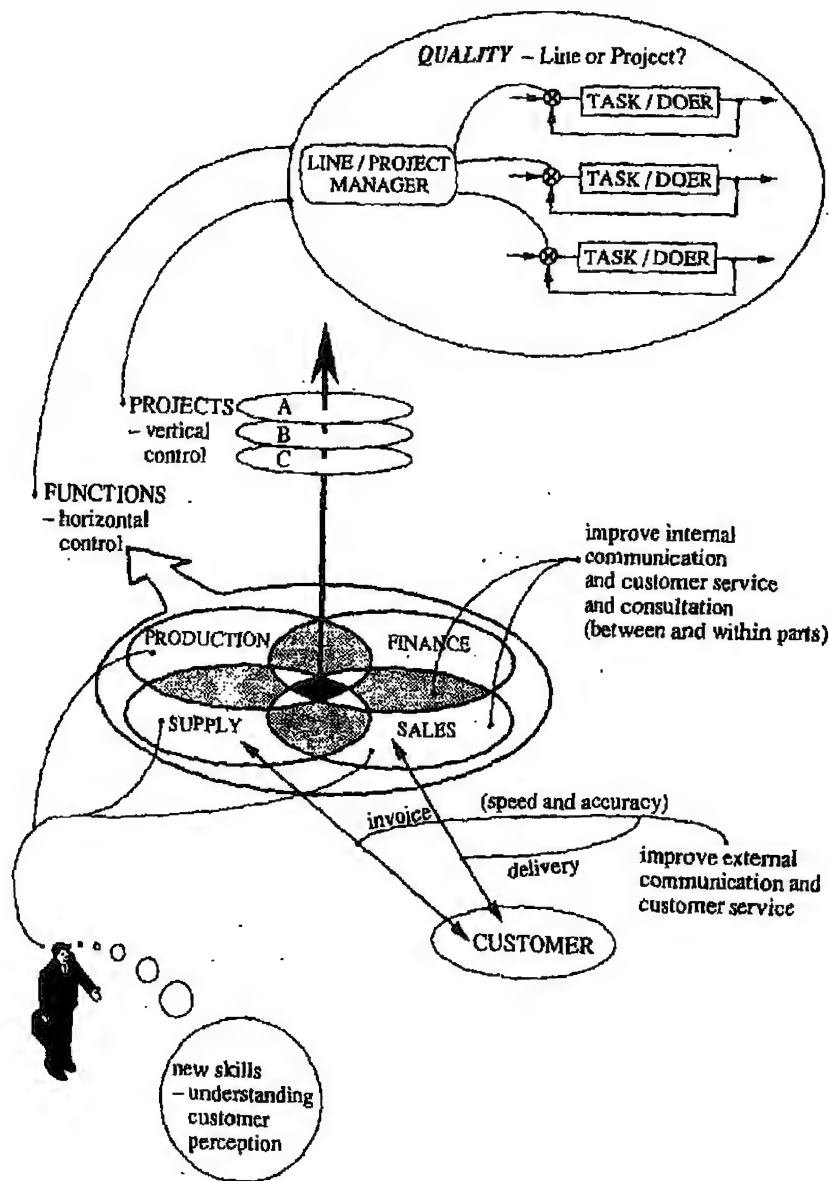 QUALITY – Line or Project?
TASK / DOER
LINE / PROJECT
MANAGER
TASK / DOER
TASK / DOER
PROJECTS
– vertical
control
A
B
C
FUNCTIONS
– horizontal
control
improve internal
communication
and customer service
and consultation
(between and within parts)
PRODUCTION
FINANCE
SUPPLY
SALES
invoice
(speed and accuracy)
delivery
improve external
communication and
customer service
CUSTOMER
new skills
– understanding
customer
perception